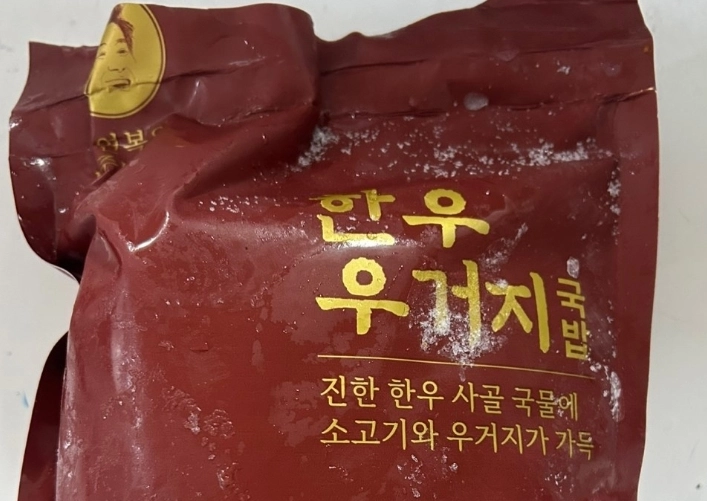 한우
우거지
국밥
진한 한우 사골 국물에
소고기와 우거지가 가득